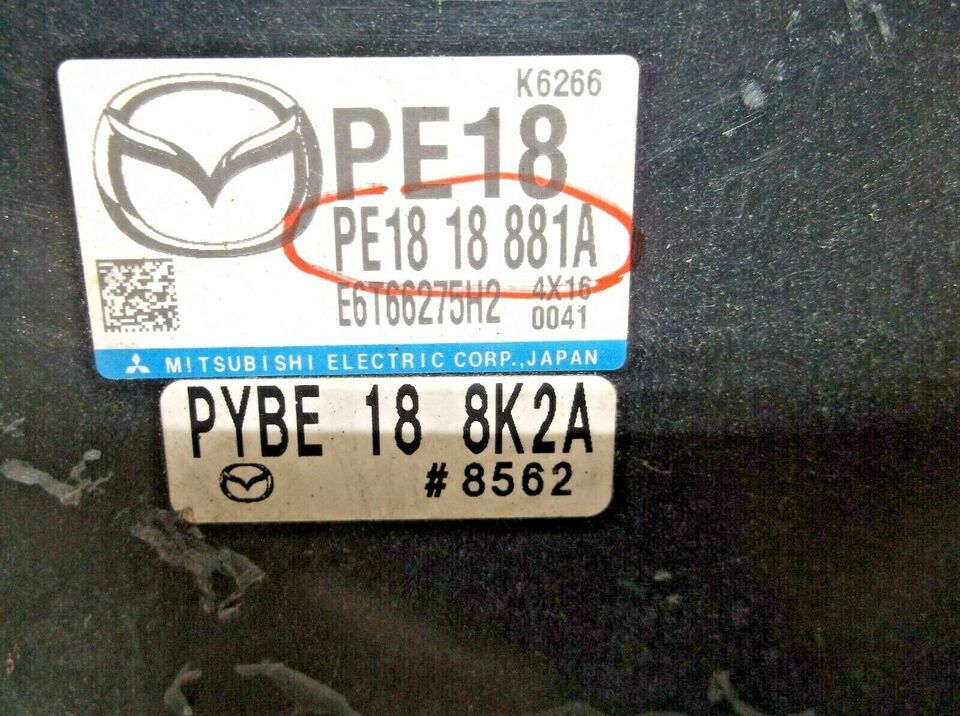 K6266
PE18
PE18 18 881A
E6T66275H2 4X16
0041
MITSUBISHI ELECTRIC CORP.,JAPAN
PYBE 18 8K2A
#8562